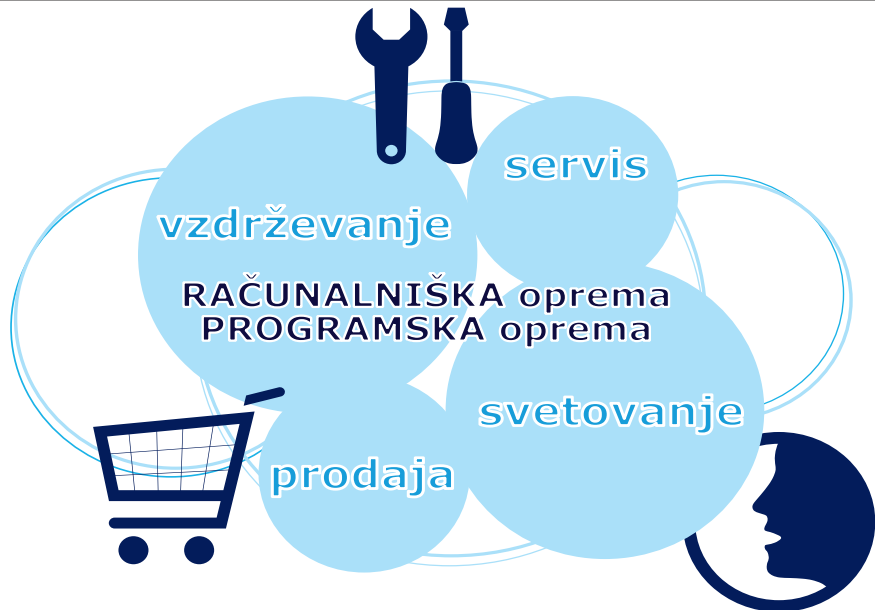 servis
vzdrževanje
RAČUNALNIŠKA oprema
PROGRAMSKA oprema
svetovanje
prodaja